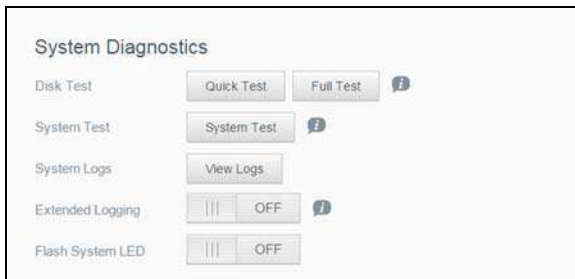 System Diagnostics
Disk Test Quick Test Full Test i
System Test System Test i
System Logs View Logs
Extended Logging OFF i
Flash System LED OFF